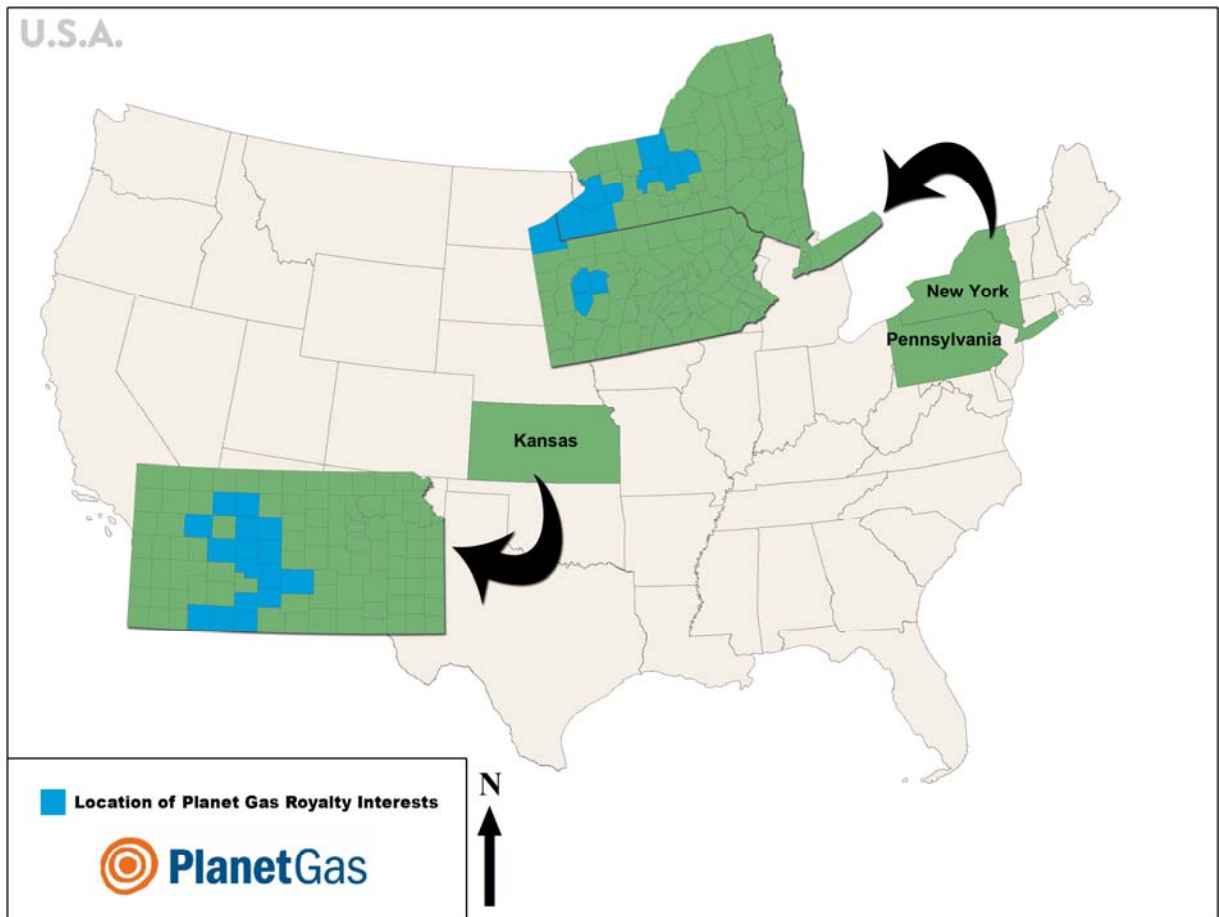 U.S.A.
New York
Pennsylvania
Kansas
Location of Planet Gas Royalty Interests
PlanetGas
N